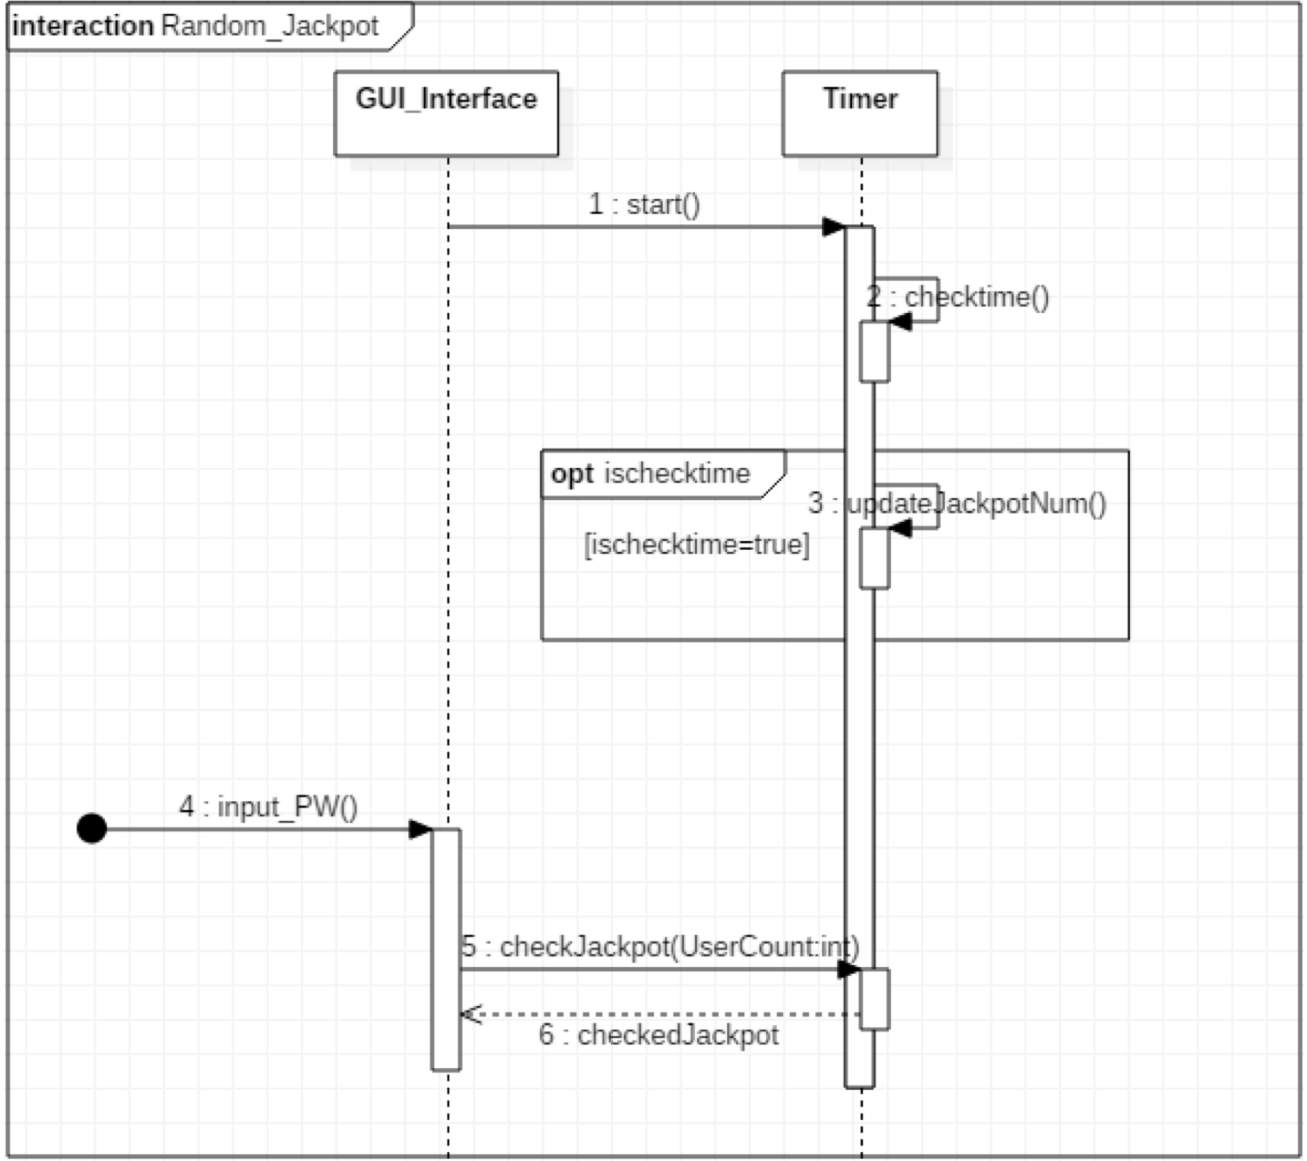 interaction Random_Jackpot
GUI_Interface
Timer
1 : start()
2 : checktime()
opt ischecktime
3 : updateJackpotNum()
[ischecktime=true]
4 : input_PW()
5 : checkJackpot(UserCount:int)
6 : checkedJackpot